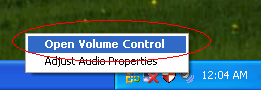 Open Volume Control
Adjust Audio Properties
12:04 AM